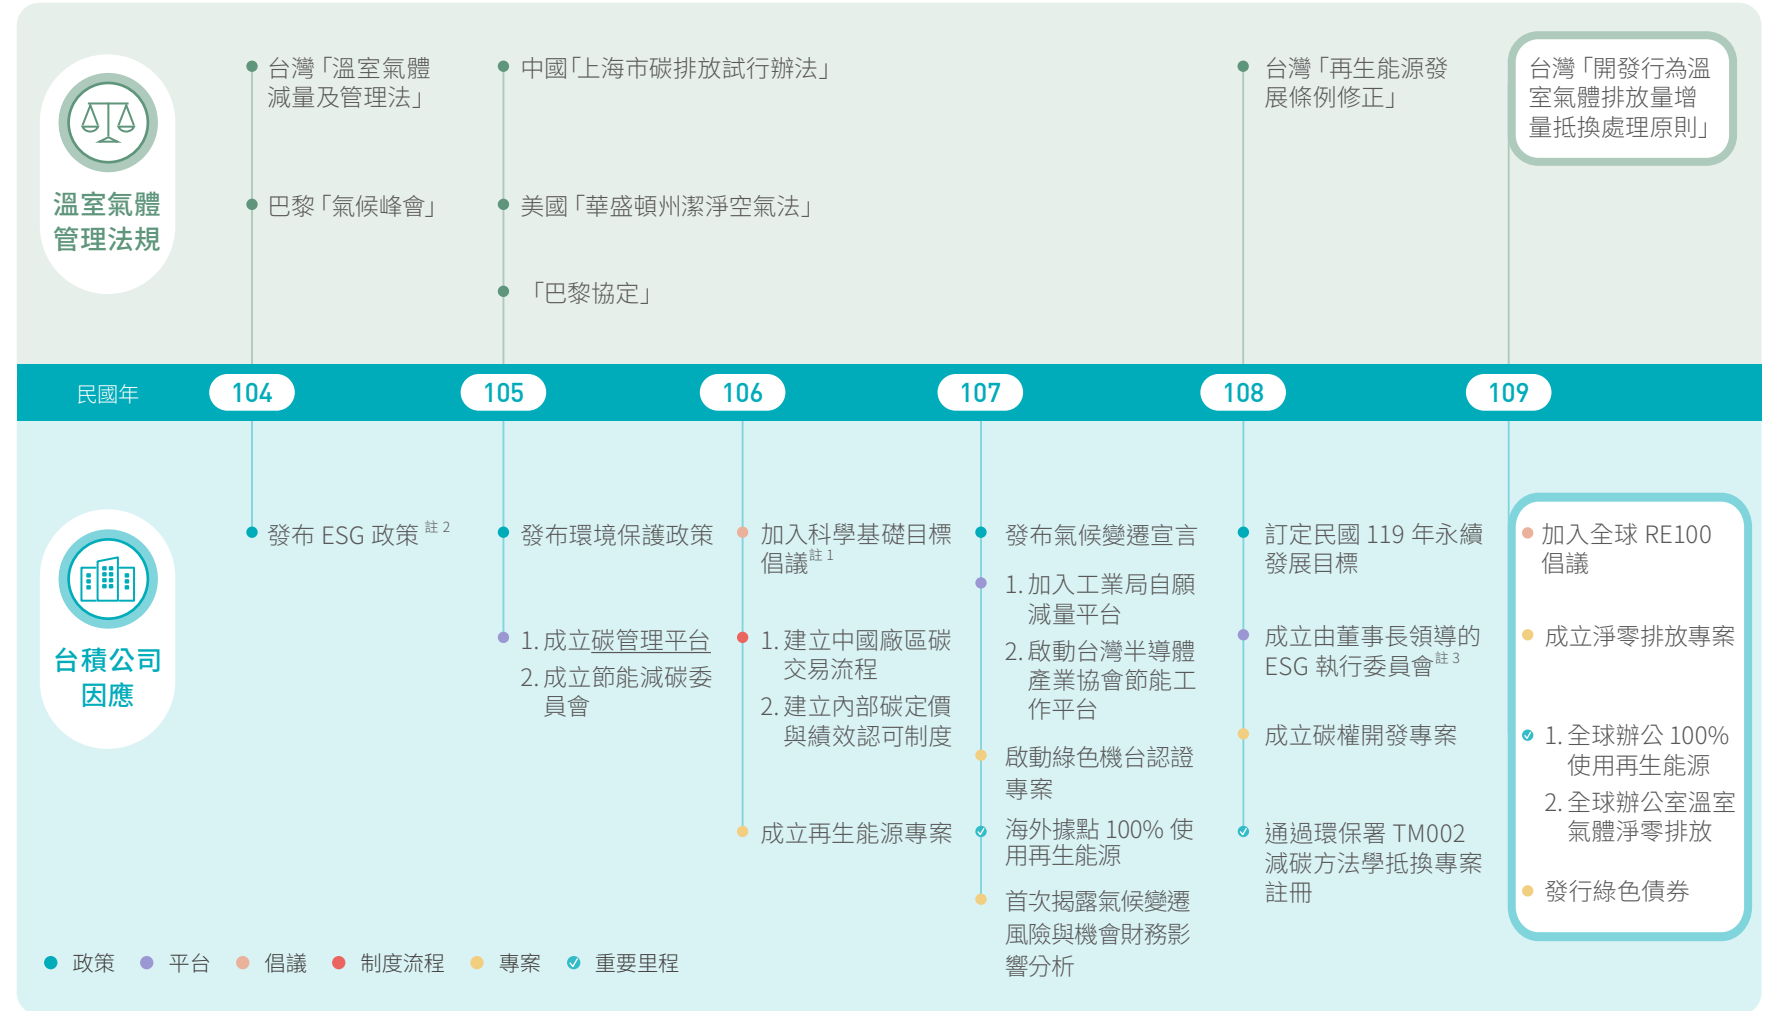 溫室氣體
管理法規
台灣「溫室氣體
減量及管理法」
巴黎「氣候峰會」
中國「上海市碳排放試行辦法」
美國「華盛頓州潔淨空氣法」
「巴黎協定」
台灣「再生能源發
展條例修正」
台灣「開發行為溫
室氣體排放量增
量抵換處理原則」
民國年
104
105
106
107
108
109
台積公司
因應
發布 ESG 政策 註 2
發布環境保護政策
1. 成立碳管理平台
2. 成立節能減碳委
員會
加入科學基礎目標
倡議註 1
1. 建立中國廠區碳
交易流程
2. 建立內部碳定價
與績效認可制度
成立再生能源專案
發布氣候變遷宣言
1. 加入工業局自願
減量平台
2. 啟動台灣半導體
產業協會節能工
作平台
啟動綠色機台認證
專案
海外據點 100% 使
用再生能源
首次揭露氣候變遷
風險與機會財務影
響分析
訂定民國 119 年永續
發展目標
成立由董事長領導的
ESG 執行委員會註 3
成立碳權開發專案
通過環保署 TM002
減碳方法學抵換專案
註冊
加入全球 RE100
倡議
成立淨零排放專案
1. 全球辦公 100%
使用再生能源
2. 全球辦公室溫室
氣體淨零排放
發行綠色債券
政策
平台
倡議
制度流程
專案
重要里程